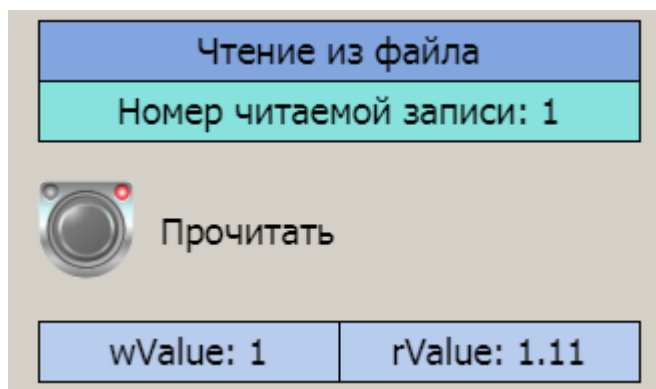 Чтение из файла
Номер читаемой записи: 1
Прочитать
wValue: 1 rValue: 1.11